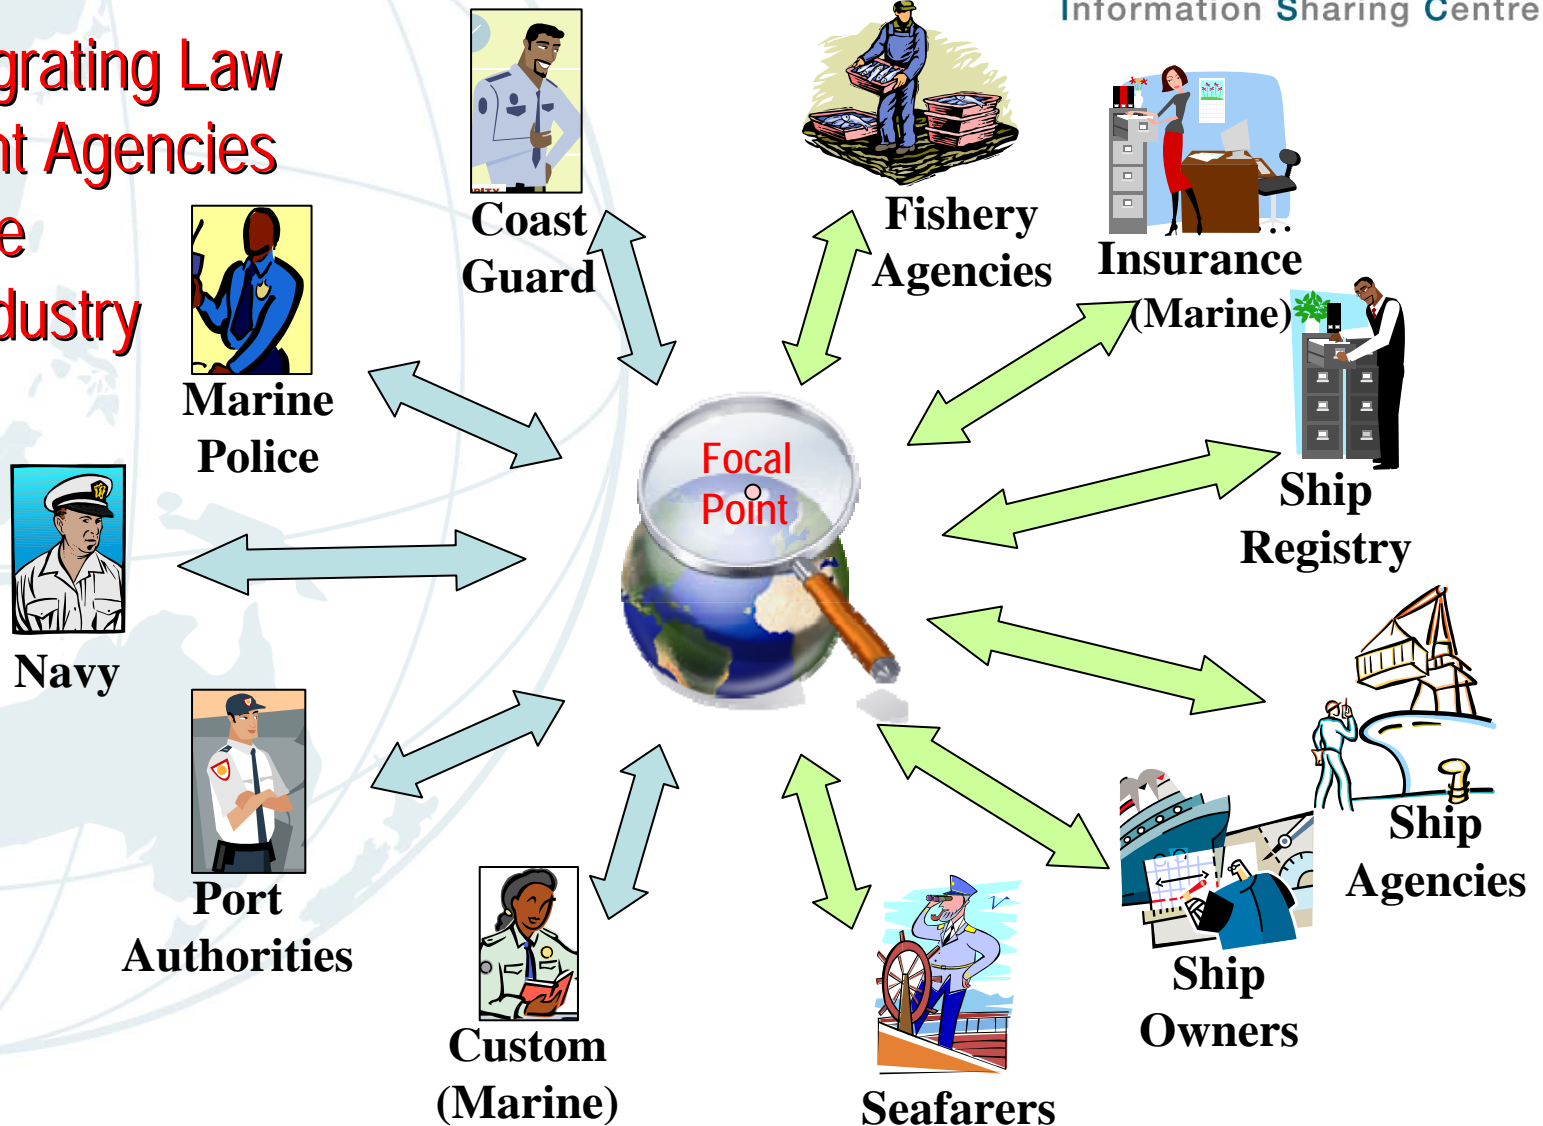 Information Sharing Centre
grating Law
nt Agencies
e
dustry
Coast
Guard
Fishery
Agencies
Insurance
(Marine)
Marine
Police
Focal
Point
Ship
Registry
Navy
Ship
Agencies
Port
Authorities
Ship
Owners
Custom
(Marine)
Seafarers